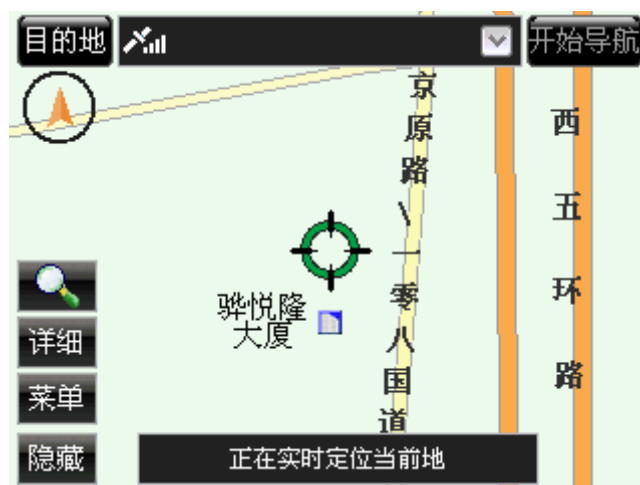 目的地
开始导航
京原路\一零八国道
西五环路
骅悦隆
大厦
详细
菜单
隐藏
正在实时定位当前地